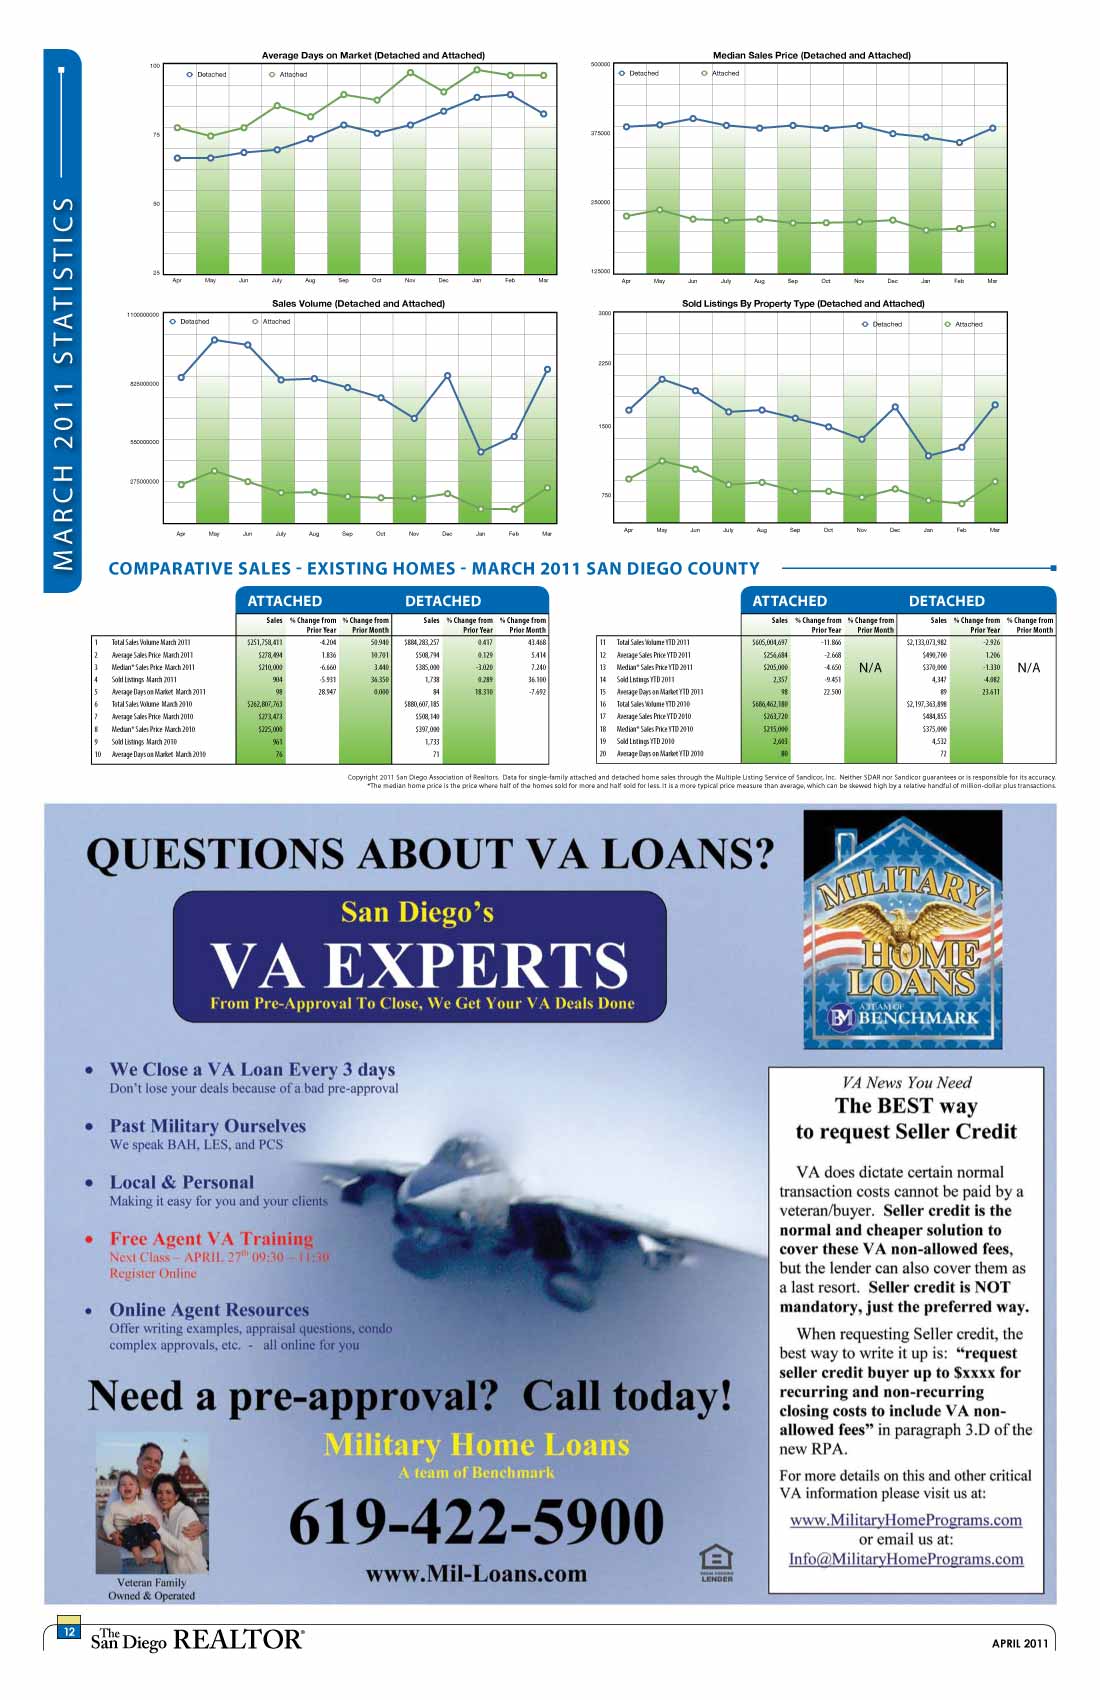 MARCH 2011 STATISTICS
Average Days on Market (Detached and Attached)
Detached Attached
100
75
50
25
Apr May Jun July Aug Sep Oct Nov Dec Jan Feb Mar
Median Sales Price (Detached and Attached)
Detached Attached
500000
375000
250000
125000
Apr May Jun July Aug Sep Oct Nov Dec Jan Feb Mar
Sales Volume (Detached and Attached)
Detached Attached
1100000000
825000000
550000000
275000000
Apr May Jun July Aug Sep Oct Nov Dec Jan Feb Mar
Sold Listings By Property Type (Detached and Attached)
Detached Attached
3000
2250
1500
750
Apr May Jun July Aug Sep Oct Nov Dec Jan Feb Mar
COMPARATIVE SALES - EXISTING HOMES - MARCH 2011 SAN DIEGO COUNTY
ATTACHED DETACHED
Sales % Change from % Change from Sales % Change from % Change from
Prior Year Prior Month Prior Year Prior Month
1 Total Sales Volume March 2011 $251,758,411 -4.204 50.940 $884,283,257 0.417 43.468
2 Average Sales Price March 2011 $278,494 1.836 10.701 $508,794 0.129 5.414
3 Median* Sales Price March 2011 $210,000 -6.660 3.440 $385,000 -3.020 7.240
4 Sold Listings March 2011 904 -5.931 36.350 1,738 0.289 36.100
5 Average Days on Market March 2011 98 28.947 0.000 84 18.310 -7.692
6 Total Sales Volume March 2010 $262,807,763 $880,607,185
7 Average Sales Price March 2010 $273,473 $508,140
8 Median* Sales Price March 2010 $225,000 $397,000
9 Sold Listings March 2010 961 1,733
10 Average Days on Market March 2010 76 71
ATTACHED DETACHED
Sales % Change from % Change from Sales % Change from % Change from
Prior Year Prior Month Prior Year Prior Month
11 Total Sales Volume YTD 2011 $605,004,697 -11.866 $2,133,073,982 -2.926
12 Average Sales Price YTD 2011 $256,684 -2.668 $490,700 1.206
13 Median* Sales Price YTD 2011 $205,000 -4.650 N/A $370,000 -1.330 N/A
14 Sold Listings YTD 2011 2,357 -9.451 4,347 -4.082
15 Average Days on Market YTD 2011 98 22.500 89 23.611
16 Total Sales Volume YTD 2010 $686,462,180 $2,197,363,898
17 Average Sales Price YTD 2010 $263,720 $484,855
18 Median* Sales Price YTD 2010 $215,000 $375,000
19 Sold Listings YTD 2010 2,603 4,532
20 Average Days on Market YTD 2010 80 72
Copyright 2011 San Diego Association of Realtors. Data for single-family attached and detached home sales through the Multiple Listing Service of Sandicor, Inc. Neither SDAR nor Sandicor guarantees or is responsible for its accuracy.
*The median home price is the price where half of the homes sold for more and half sold for less. It is a more typical price measure than average, which can be skewed high by a relative handful of million-dollar plus transactions.
QUESTIONS ABOUT VA LOANS?
San Diego's
VA EXPERTS
From Pre-Approval To Close, We Get Your VA Deals Done
MILITARY
HOME
LOANS
A TEAM OF
BM BENCHMARK
• We Close a VA Loan Every 3 days
Don't lose your deals because of a bad pre-approval
• Past Military Ourselves
We speak BAH, LES, and PCS
• Local & Personal
Making it easy for you and your clients
• Free Agent VA Training
Next Class – APRIL 27th 09:30 – 11:30
Register Online
• Online Agent Resources
Offer writing examples, appraisal questions, condo
complex approvals, etc. - all online for you
Need a pre-approval? Call today!
Military Home Loans
A team of Benchmark
619-422-5900
www.Mil-Loans.com
Veteran Family
Owned & Operated
LENDER
VA News You Need
The BEST way
to request Seller Credit
VA does dictate certain normal
transaction costs cannot be paid by a
veteran/buyer. Seller credit is the
normal and cheaper solution to
cover these VA non-allowed fees,
but the lender can also cover them as
a last resort. Seller credit is NOT
mandatory, just the preferred way.
When requesting Seller credit, the
best way to write it up is: “request
seller credit buyer up to $xxxx for
recurring and non-recurring
closing costs to include VA non-
allowed fees” in paragraph 3.D of the
new RPA.
For more details on this and other critical
VA information please visit us at:
www.MilitaryHomePrograms.com
or email us at:
Info@MilitaryHomePrograms.com
12 The San Diego REALTOR®
APRIL 2011